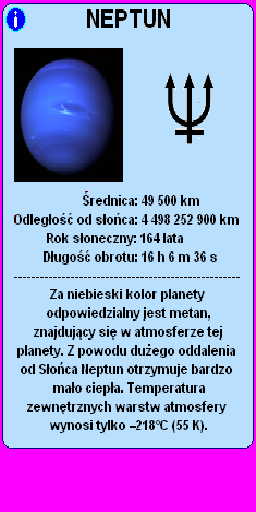 i
NEPTUN
Średnica: 49 500 km
Odległość od słońca: 4 498 252 900 km
Rok słoneczny: 164 lata
Długość obrotu: 16 h 6 m 36 s
Za niebieski kolor planety
odpowiedzialny jest metan,
znajdujący się w atmosferze tej
planety. Z powodu dużego oddalenia
od Słońca Neptun otrzymuje bardzo
mało ciepła. Temperatura
zewnętrznych warstw atmosfery
wynosi tylko –218°C (55 K).